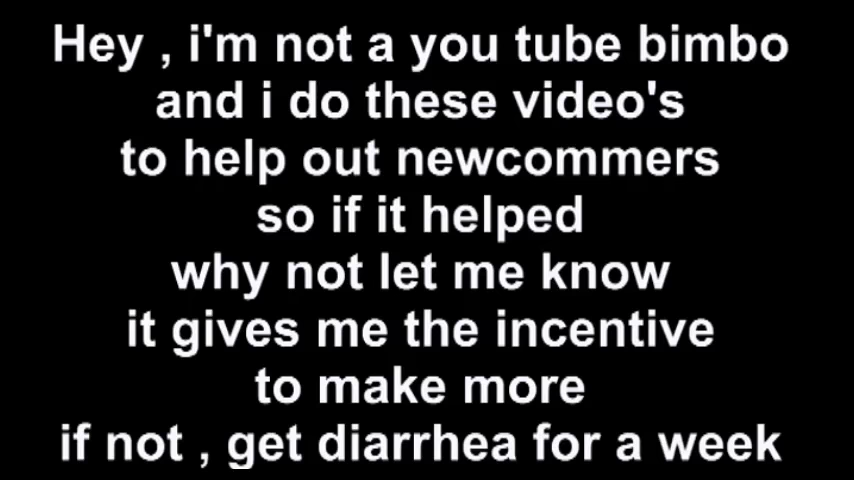 Hey , i'm not a you tube bimbo
and i do these video's
to help out newcommers
so if it helped
why not let me know
it gives me the incentive
to make more
if not , get diarrhea for a week